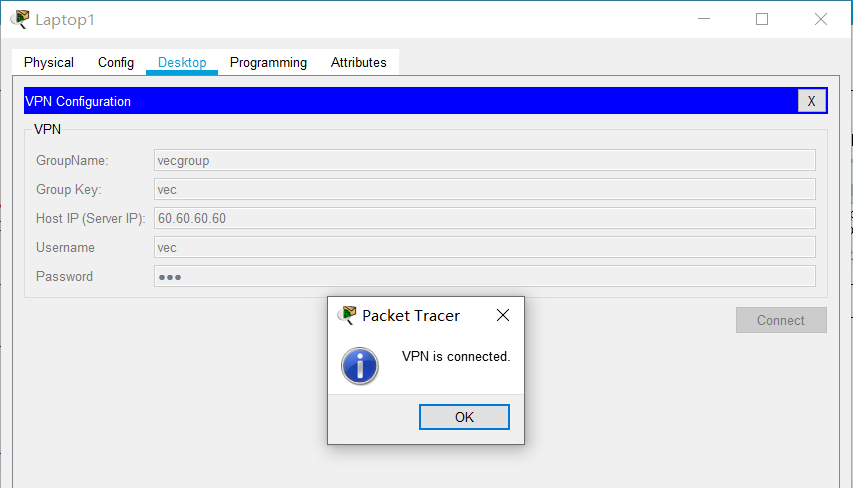 Laptop1
Physical Config Desktop Programming Attributes
VPN Configuration X
VPN
GroupName: vecgroup
Group Key: vec
Host IP (Server IP): 60.60.60.60
Username vec
Password •••
Connect
Packet Tracer
VPN is connected.
OK